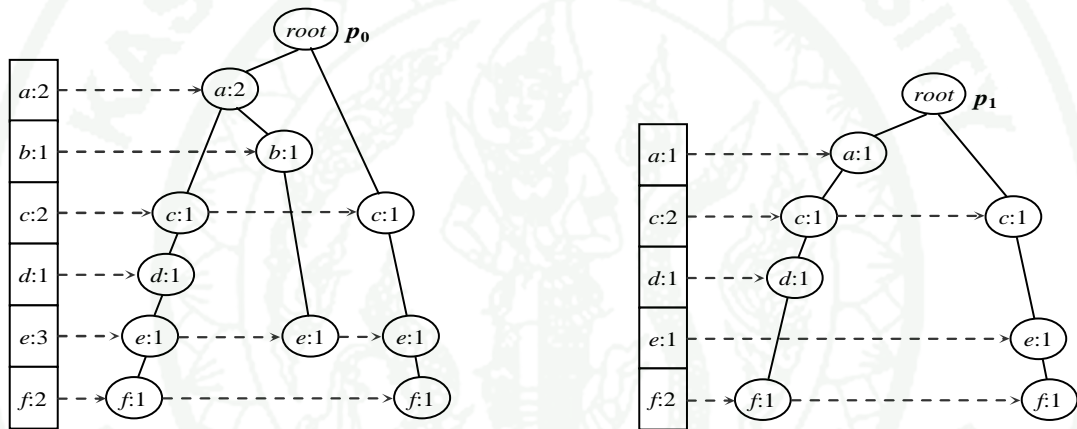 root p0
a:2 a:2
b:1 b:1
c:2 c:1 c:1
d:1 d:1
e:3 e:1 e:1 e:1
f:2 f:1 f:1
root p1
a:1 a:1
c:2 c:1 c:1
d:1 d:1
e:1 e:1
f:2 f:1 f:1